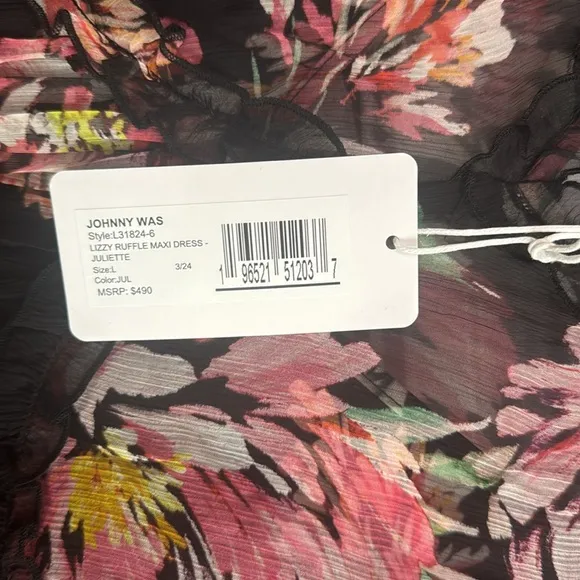 JOHNNY WAS
Style:L31824-6
LIZZY RUFFLE MAXI DRESS -
JULIETTE
Size:L 3/24
Color:JUL
MSRP: $490
1 96521 51203 7